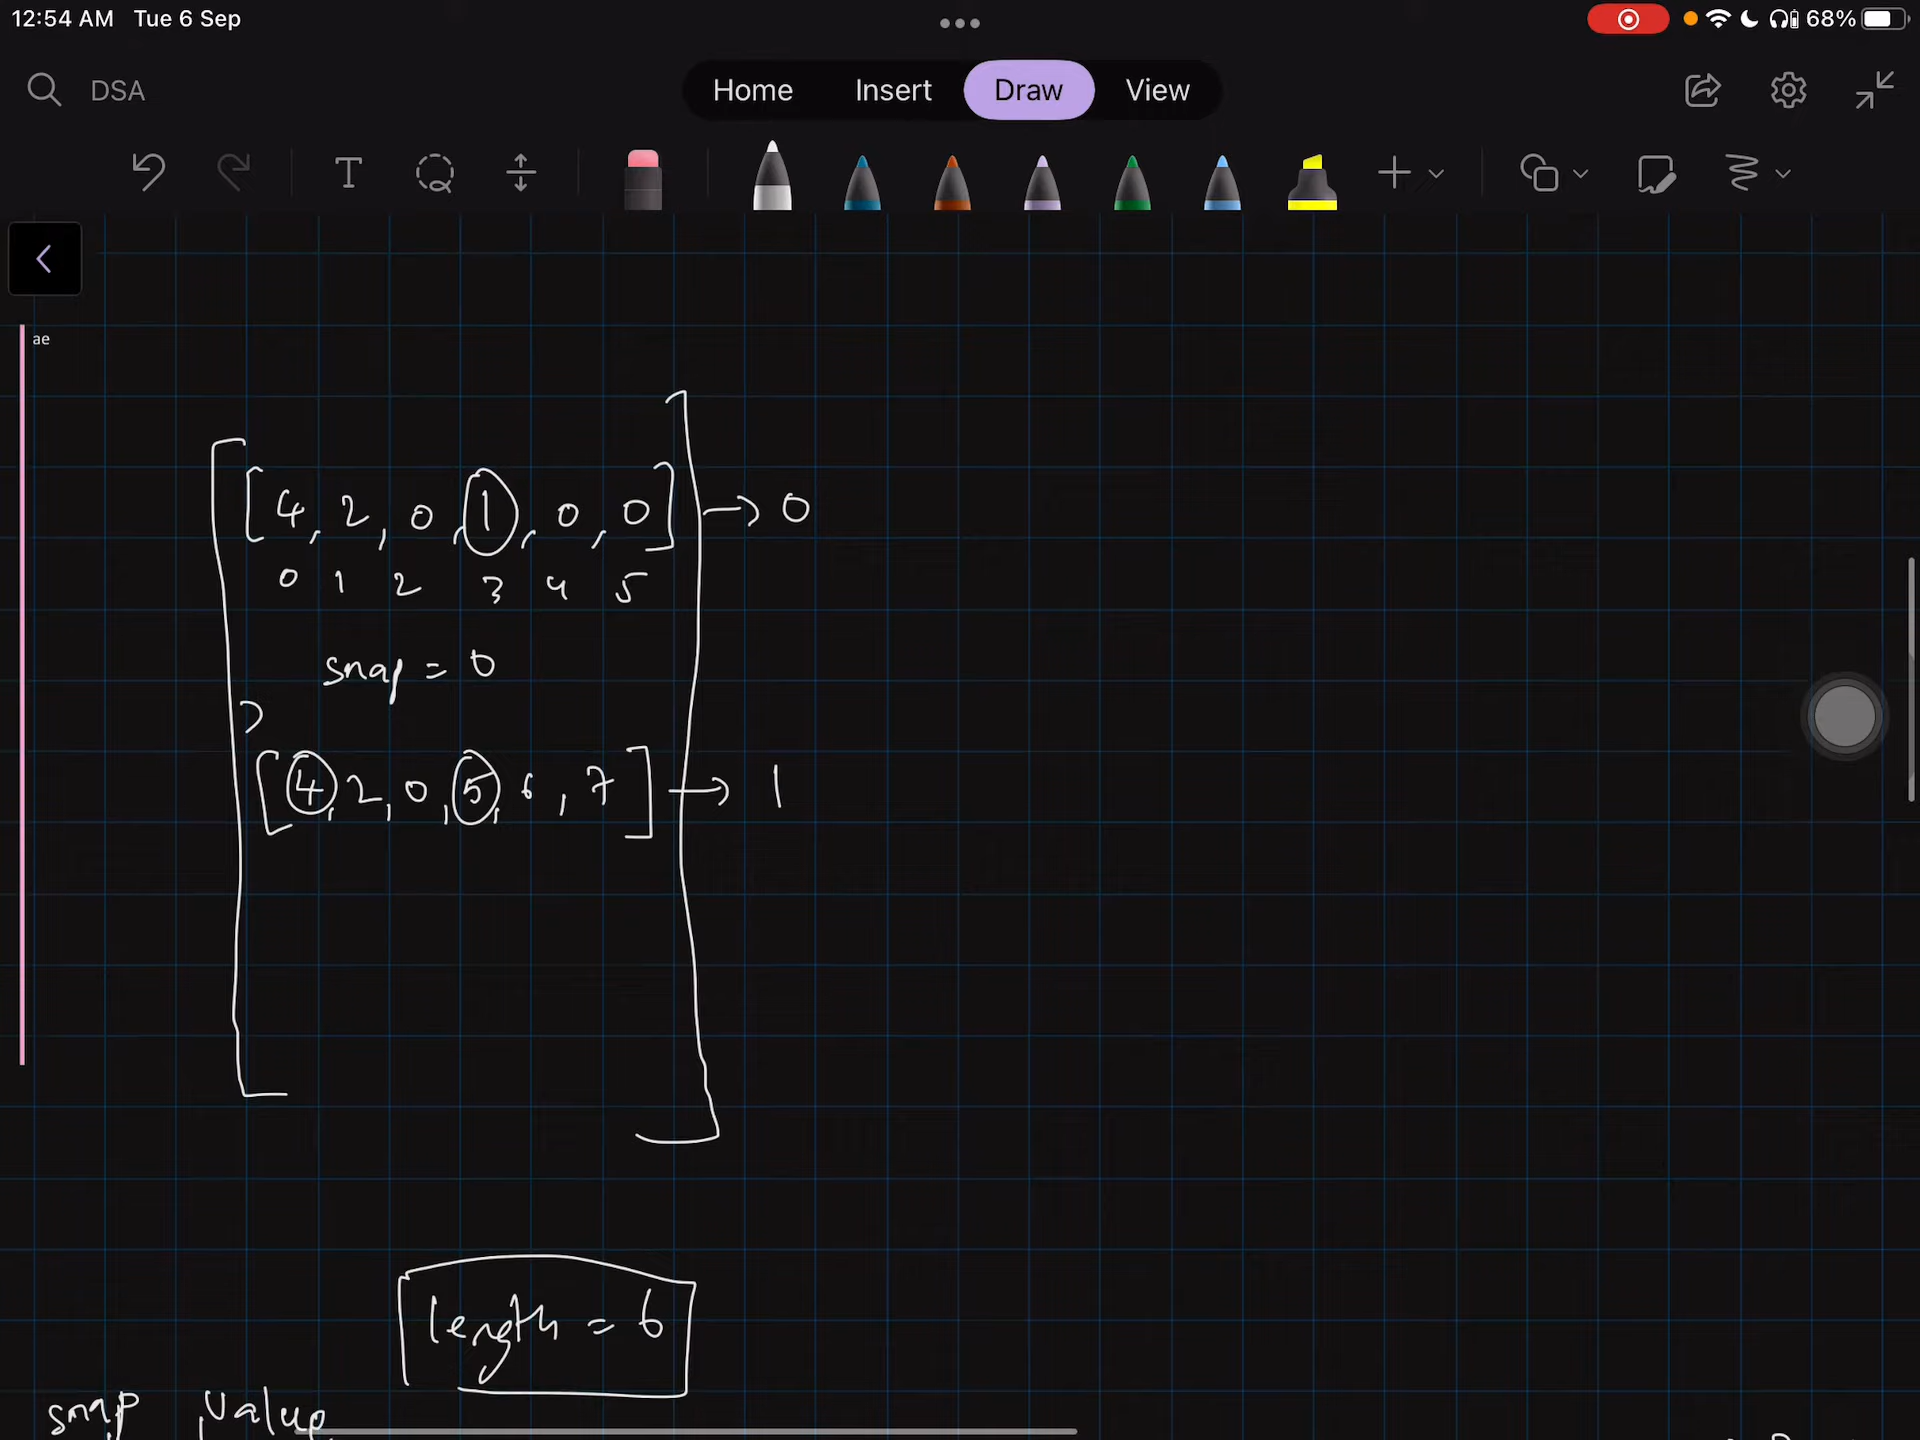 12:54 AM Tue 6 Sep
68%
DSA
Home Insert Draw View
T
ae
[4, 2, 0, 1, 0, 0] → 0
0 1 2 3 4 5
snap = 0
,
[4, 2, 0, 5, 6, 7] → 1
length = 6
snap value